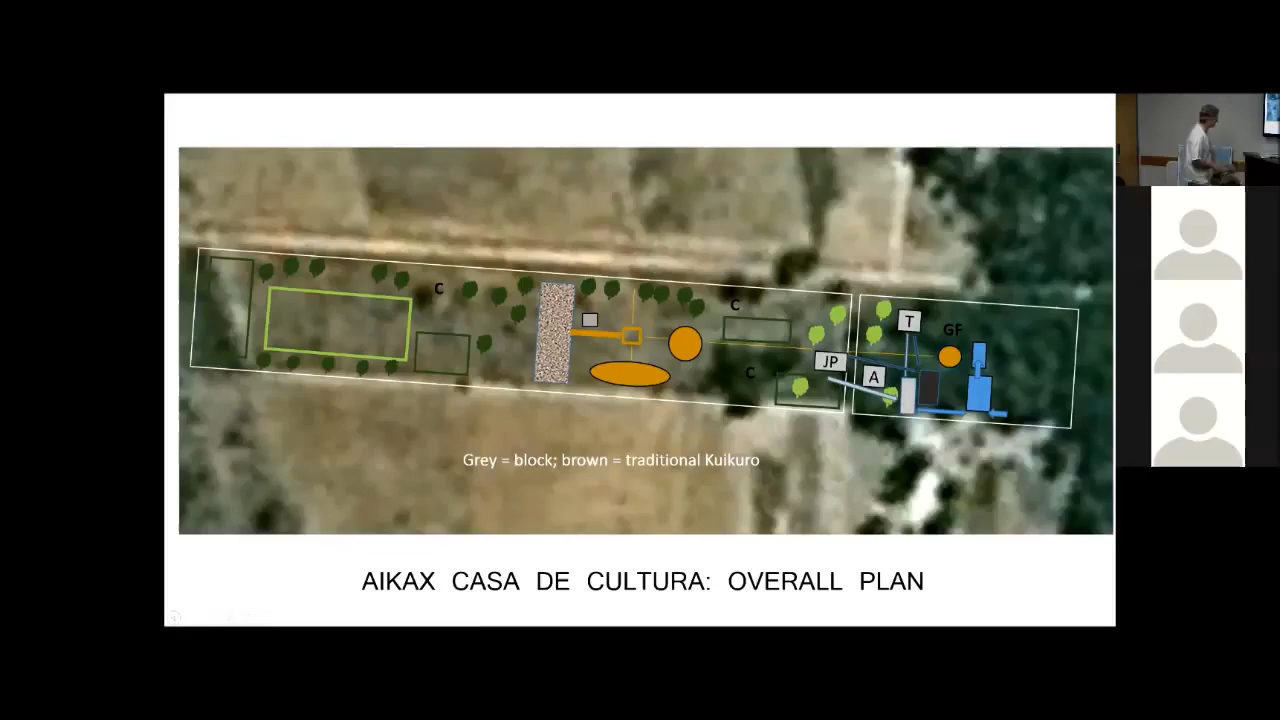 C
C
T
GF
JP
A
C
Grey = block; brown = traditional Kuikuro
AIKAX CASA DE CULTURA: OVERALL PLAN